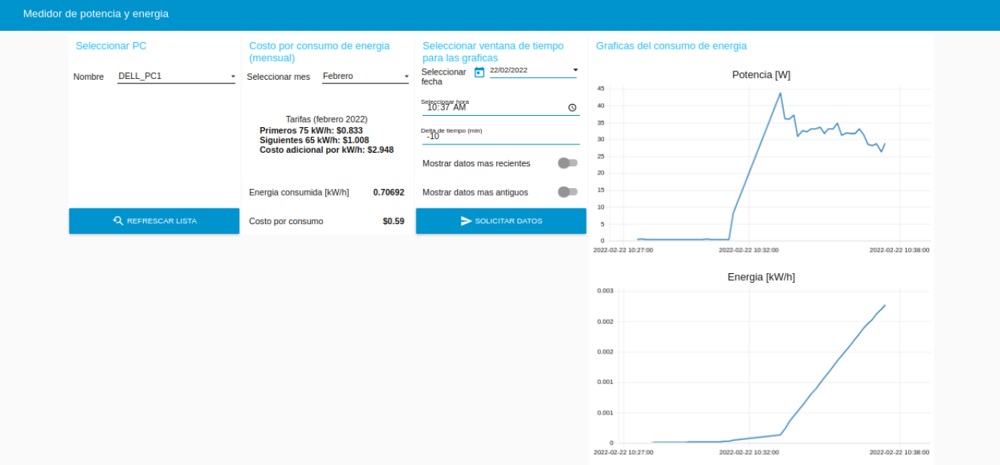 Medidor de potencia y energia
Seleccionar PC
Nombre DELL_PC1
REFRESCAR LISTA
Costo por consumo de energia
(mensual)
Seleccionar mes Febrero
Tarifas (febrero 2022)
Primeros 75 kW/h: $0.833
Siguientes 65 kW/h: $1.008
Costo adicional por kW/h: $2.948
Energia consumida [kW/h] 0.70692
Costo por consumo $0.59
Seleccionar ventana de tiempo
para las graficas
Seleccionar
fecha
22/02/2022
Seleccionar hora
10:37 AM
Delta de tiempo (min)
-10
Mostrar datos mas recientes
Mostrar datos mas antiguos
SOLICITAR DATOS
Graficas del consumo de energia
Potencia [W]
45
40
35
30
25
20
15
10
5
0
2022-02-22 10:27:00 2022-02-22 10:32:00 2022-02-22 10:38:00
Energia [kW/h]
0.003
0.002
0.002
0.001
0.001
0
2022-02-22 10:27:00 2022-02-22 10:32:00 2022-02-22 10:38:00